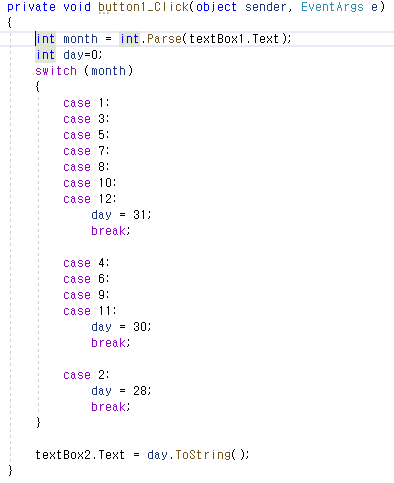 private void button1_Click(object sender, EventArgs e)
{
int month = int.Parse(textBox1.Text);
int day=0;
switch (month)
{
case 1:
case 3:
case 5:
case 7:
case 8:
case 10:
case 12:
day = 31;
break;
case 4:
case 6:
case 9:
case 11:
day = 30;
break;
case 2:
day = 28;
break;
}
textBox2.Text = day.ToString();
}